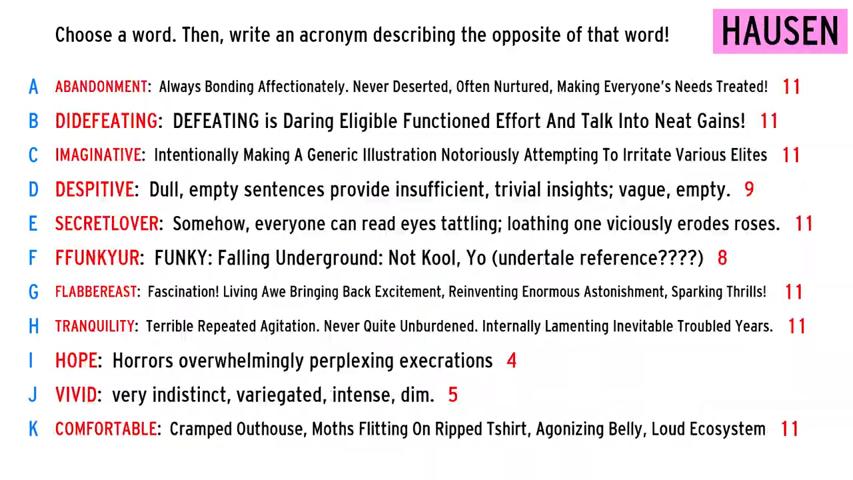 Choose a word. Then, write an acronym describing the opposite of that word!
HAUSEN
A ABANDONMENT: Always Bonding Affectionately. Never Deserted, Often Nurtured, Making Everyone's Needs Treated! 11
B DIDEFEATING: DEFEATING is Daring Eligible Functioned Effort And Talk Into Neat Gains! 11
C IMAGINATIVE: Intentionally Making A Generic Illustration Notoriously Attempting To Irritate Various Elites 11
D DESPITIVE: Dull, empty sentences provide insufficient, trivial insights; vague, empty. 9
E SECRETLOVER: Somehow, everyone can read eyes tattling; loathing one viciously erodes roses. 11
F FFUNKYUR: FUNKY: Falling Underground: Not Kool, Yo (undertale reference????) 8
G FLABBEREAST: Fascination! Living Awe Bringing Back Excitement, Reinventing Enormous Astonishment, Sparking Thrills! 11
H TRANQUILITY: Terrible Repeated Agitation. Never Quite Unburdened. Internally Lamenting Inevitable Troubled Years. 11
I HOPE: Horrors overwhelmingly perplexing execrations 4
J VIVID: very indistinct, variegated, intense, dim. 5
K COMFORTABLE: Cramped Outhouse, Moths Flitting On Ripped Tshirt, Agonizing Belly, Loud Ecosystem 11